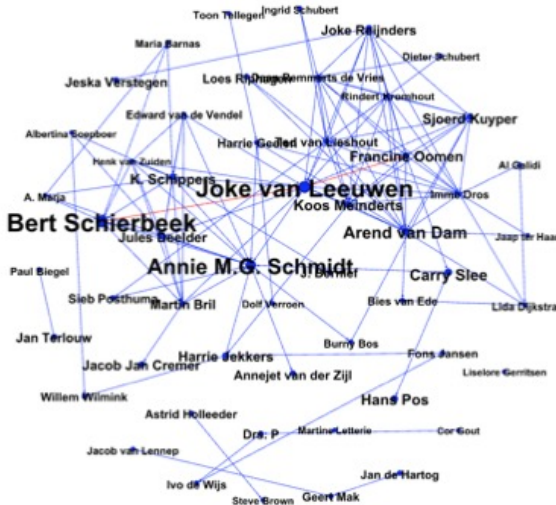 Toon Tellegen
Ingrid Schubert
Joke Reijnders
Maria Barnas
Dieter Schubert
Jeska Verstegen
Loes Riphagen
Rindert Kromhout
Edward van de Vendel
Sjoerd Kuyper
Albertina Soepboer
Harrie Geelen
Ted van Lieshout
Francine Oomen
Henk van Zuiden
Al Galidi
K. Schippers
Joke van Leeuwen
Imme Dros
A. Marja
Koos Meinderts
Bert Schierbeek
Arend van Dam
Jules Deelder
Jaap ter Haar
Paul Biegel
Annie M.G. Schmidt
Carry Slee
Sieb Posthuma
Martin Bril
Dolf Verroen
Bies van Ede
Lida Dijkstra
Jan Terlouw
Burny Bos
Harrie Jekkers
Fons Jansen
Jacob Jan Cremer
Annejet van der Zijl
Liselore Gerritsen
Willem Wilmink
Hans Pos
Astrid Holleeder
Drs. P
Martine Letterie
Cor Gout
Jacob van Lennep
Jan de Hartog
Ivo de Wijs
Geert Mak
Steve Brown